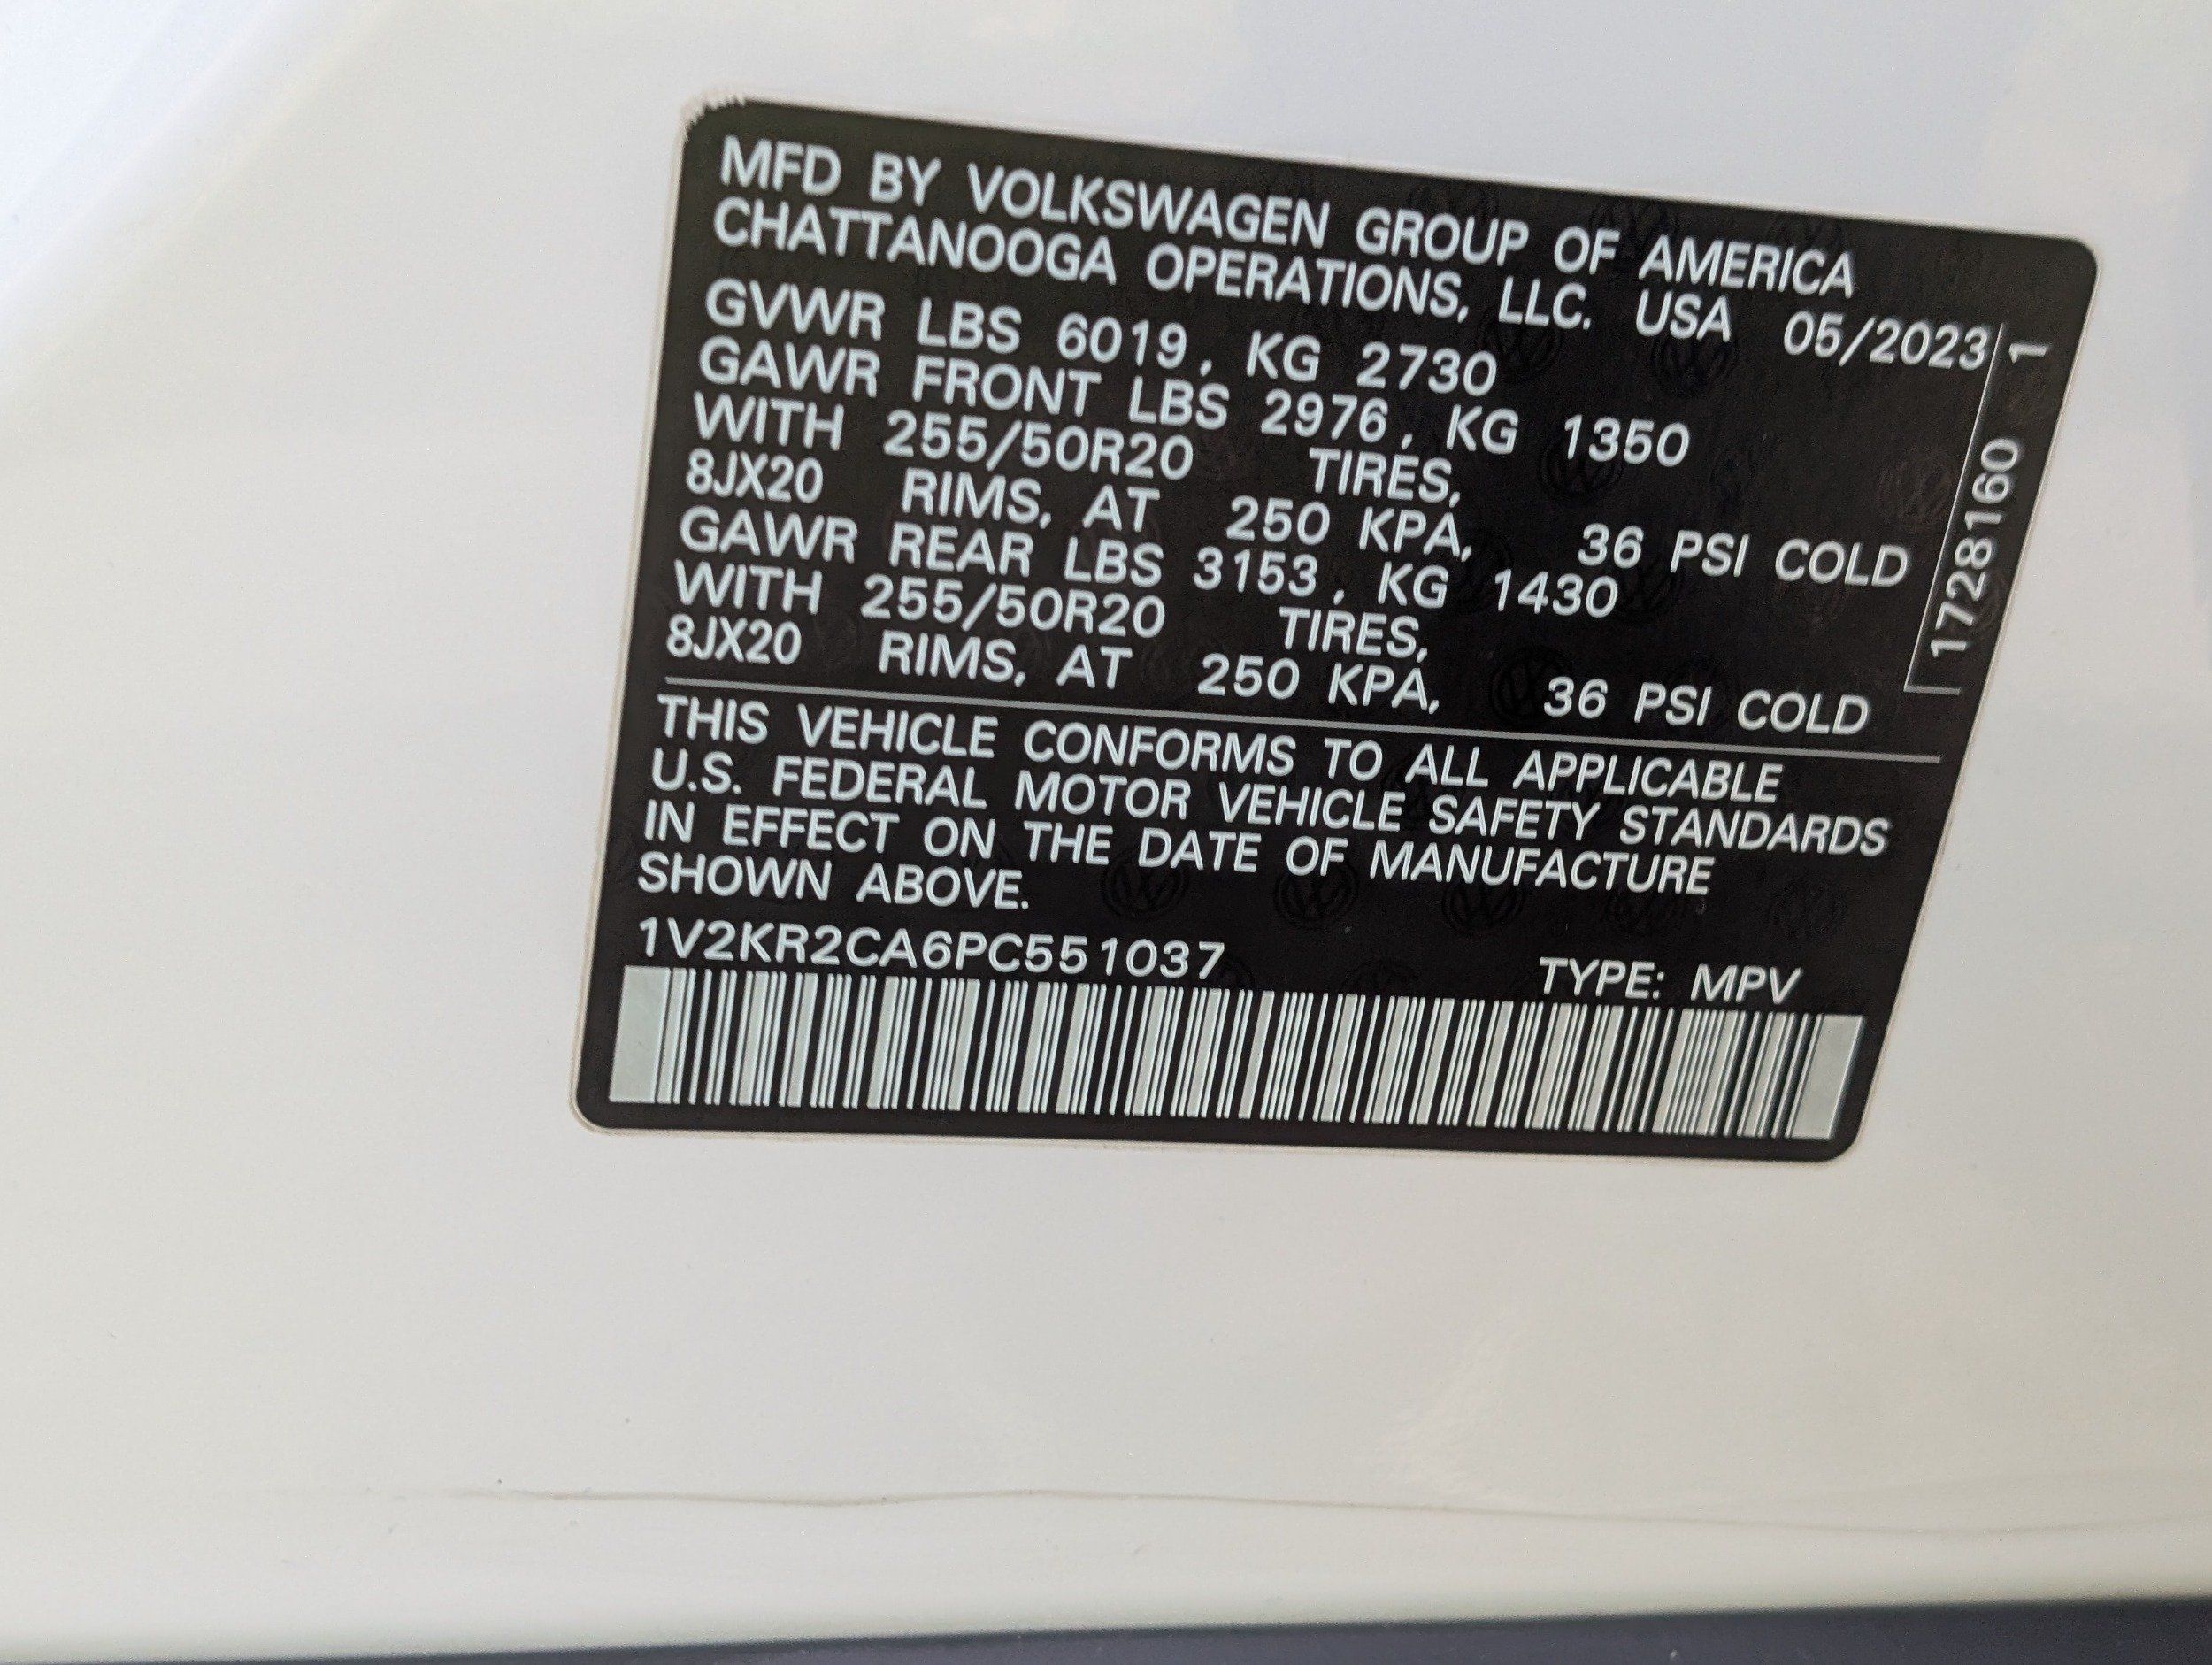 MFD BY VOLKSWAGEN GROUP OF AMERICA
CHATTANOOGA OPERATIONS, LLC. USA 05/2023
GVWR LBS 6019, KG 2730
GAWR FRONT LBS 2976, KG 1350
WITH 255/50R20 TIRES,
8JX20 RIMS, AT 250 KPA, 36 PSI COLD
GAWR REAR LBS 3153, KG 1430
WITH 255/50R20 TIRES,
8JX20 RIMS, AT 250 KPA, 36 PSI COLD
1728160 1
THIS VEHICLE CONFORMS TO ALL APPLICABLE
U.S. FEDERAL MOTOR VEHICLE SAFETY STANDARDS
IN EFFECT ON THE DATE OF MANUFACTURE
SHOWN ABOVE.
1V2KR2CA6PC551037 TYPE: MPV